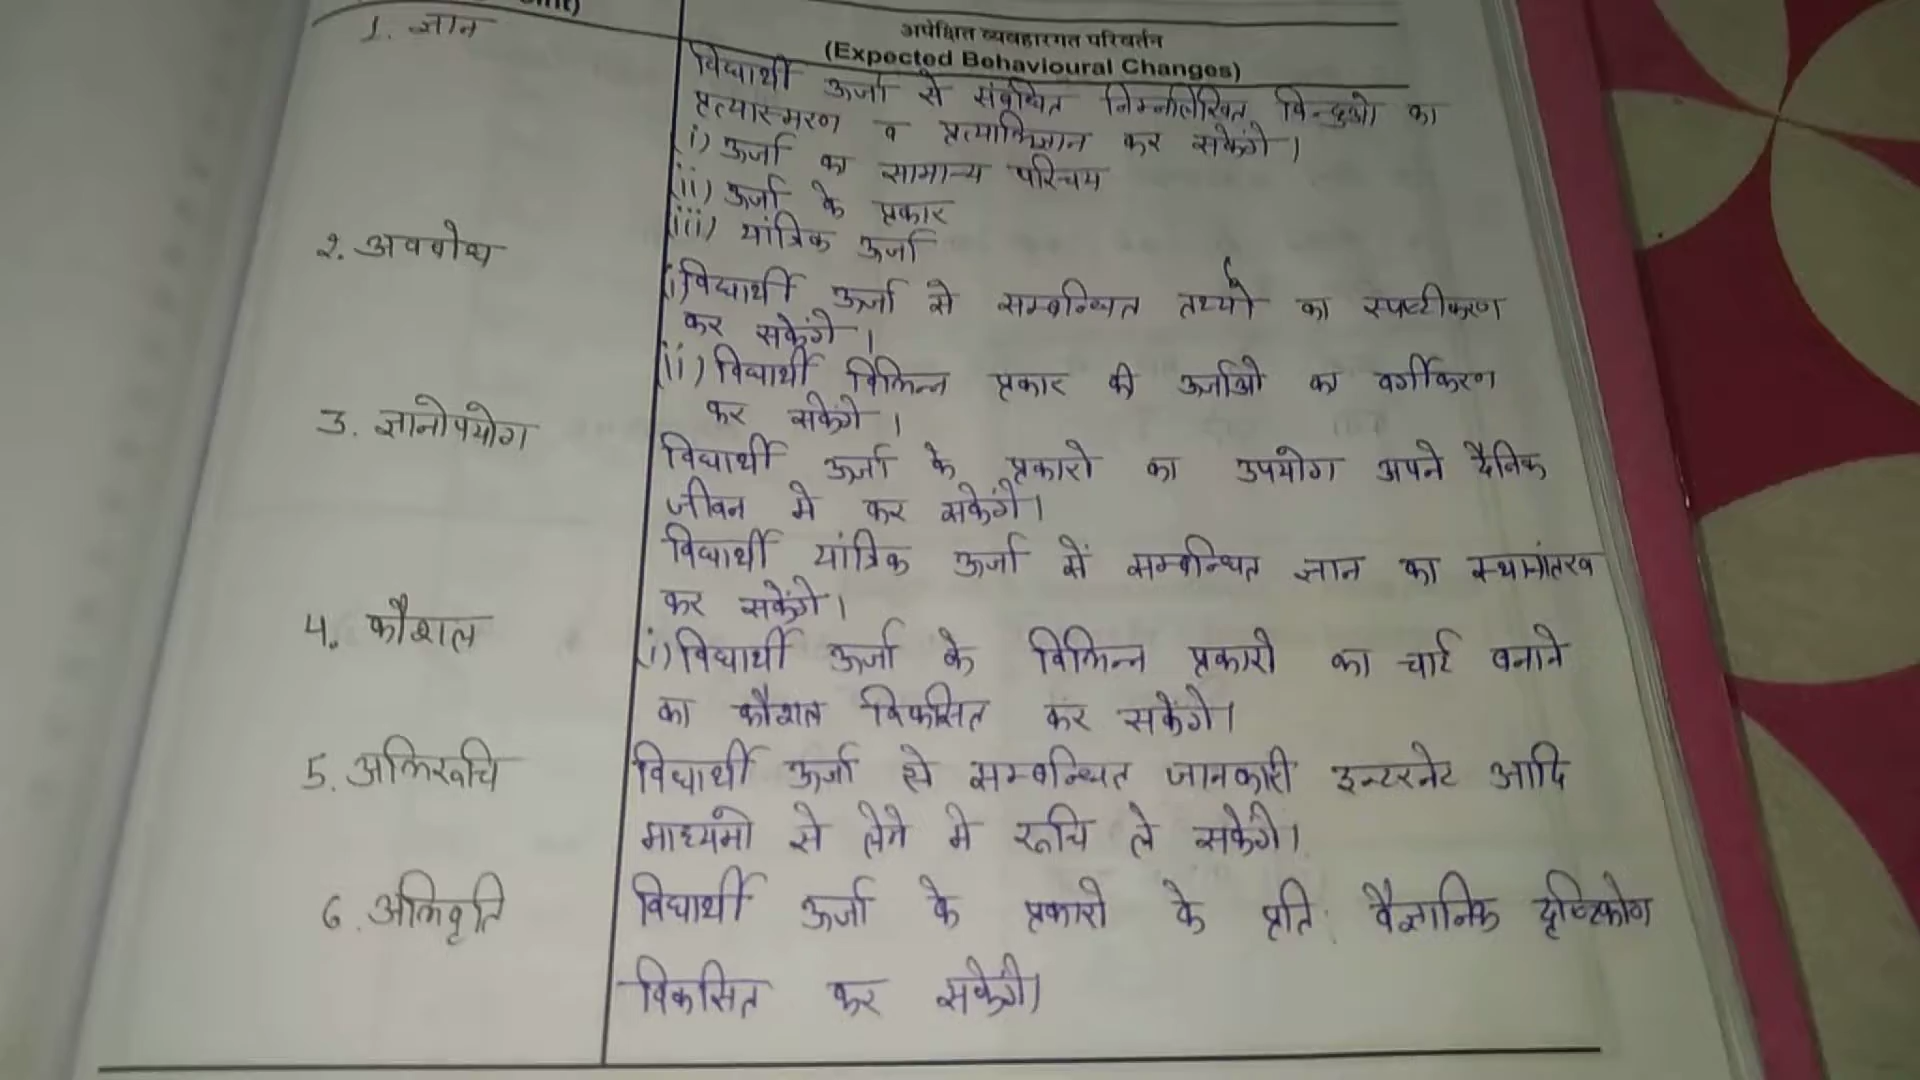 1. ज्ञान
अपेक्षित व्यवहारगत परिवर्तन
(Expected Behavioural Changes)
विद्यार्थी ऊर्जा से संबंधित निम्नलिखित बिन्दुओ का
प्रत्यास्मरण व प्रत्याभिज्ञान कर सकेंगे।
i) ऊर्जा का सामान्य परिचय
ii) ऊर्जा के प्रकार
iii) यांत्रिक ऊर्जा
2. अवबोध
i) विद्यार्थी ऊर्जा से सम्बन्धित तथ्यों का स्पष्टीकरण
कर सकेंगे।
ii) विद्यार्थी विभिन्न प्रकार की ऊर्जाओ का वर्गीकरण
कर सकेंगे।
3. ज्ञानोपयोग
विद्यार्थी ऊर्जा के प्रकारो का उपयोग अपने दैनिक
जीवन मे कर सकेगें।
विद्यार्थी यांत्रिक ऊर्जा सें सम्बन्धित ज्ञान का
कर सकेंगे।
4. कौशल
i) विद्यार्थी ऊर्जा के विभिन्न प्रकारो का चार्ट बनाने
का कौशल विकसित कर सकेंगे।
5. अभिरूचि
विद्यार्थी ऊर्जा से सम्बन्धित जानकारी इन्टरनेट आदि
माध्यमो से लेने मे रूचि ले सकेगें।
6. अभिवृति
विद्यार्थी ऊर्जा के प्रकारो के प्रति वैज्ञानिक दृष्टिकोण
विकसित कर सकेगें।